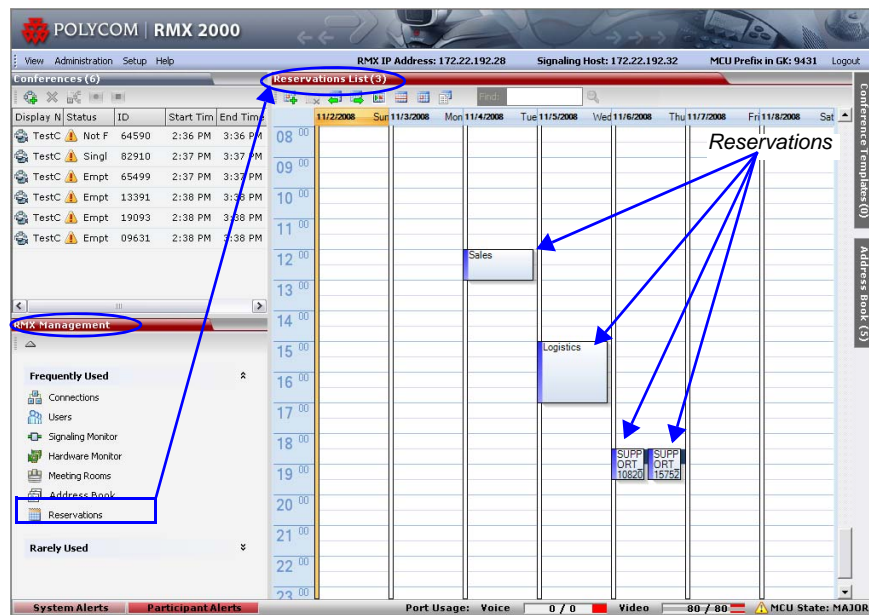 POLYCOM | RMX 2000
View Administration Setup Help
RMX IP Address: 172.22.192.28 Signaling Host: 172.22.192.32 MCU Prefix in GK: 9431 Logout
Conferences (6)
Display N Status ID Start Tim End Time
TestC Not F 64590 2:36 PM 3:36 PM
TestC Singl 82910 2:37 PM 3:37 PM
TestC Empt 65499 2:37 PM 3:37 PM
TestC Empt 13391 2:38 PM 3:38 PM
TestC Empt 19093 2:38 PM 3:38 PM
TestC Empt 09631 2:38 PM 3:38 PM
RMX Management
Frequently Used
Connections
Users
Signaling Monitor
Hardware Monitor
Meeting Rooms
Address Book
Reservations
Rarely Used
Reservations List (3)
Find:
11/2/2008 Sun 11/3/2008 Mon 11/4/2008 Tue 11/5/2008 Wed 11/6/2008 Thu 11/7/2008 Fri 11/8/2008 Sat
Reservations
08 00
09 00
10 00
11 00
12 00
Sales
13 00
14 00
15 00
Logistics
16 00
17 00
18 00
SUPP SUPP
ORT ORT
10820 15752
19 00
20 00
21 00
22 00
23 00
Conference Templates (0)
Address Book (5)
System Alerts Participant Alerts Port Usage: Voice 0 / 0 Video 80 / 80 MCU State: MAJOR